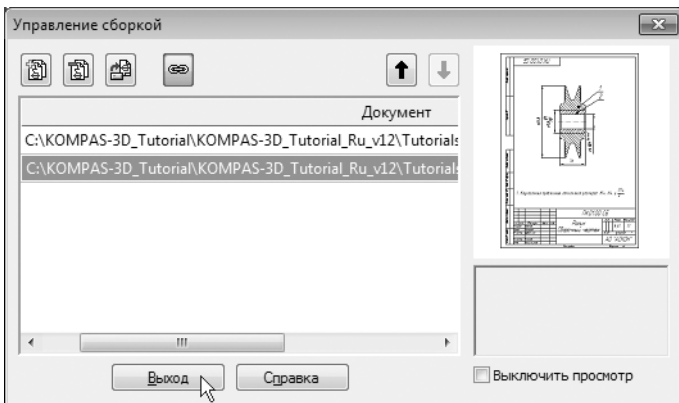 Управление сборкой
Документ
C:\KOMPAS-3D_Tutorial\KOMPAS-3D_Tutorial_Ru_v12\Tutorials
C:\KOMPAS-3D_Tutorial\KOMPAS-3D_Tutorial_Ru_v12\Tutorials
Выход
Справка
Выключить просмотр